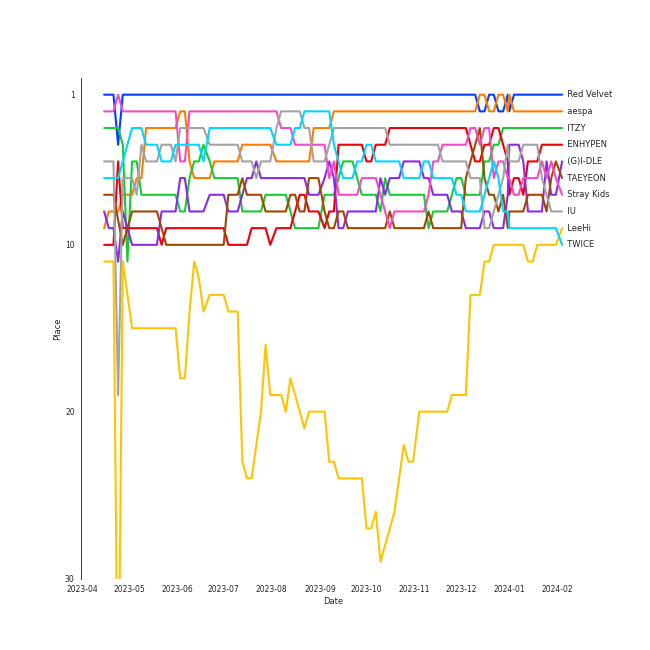 1
10
20
30
Place
2023-04
2023-05
2023-06
2023-07
2023-08
2023-09
2023-10
2023-11
2023-12
2024-01
2024-02
Date
Red Velvet
aespa
ITZY
ENHYPEN
(G)I-DLE
TAEYEON
Stray Kids
IU
LeeHi
TWICE